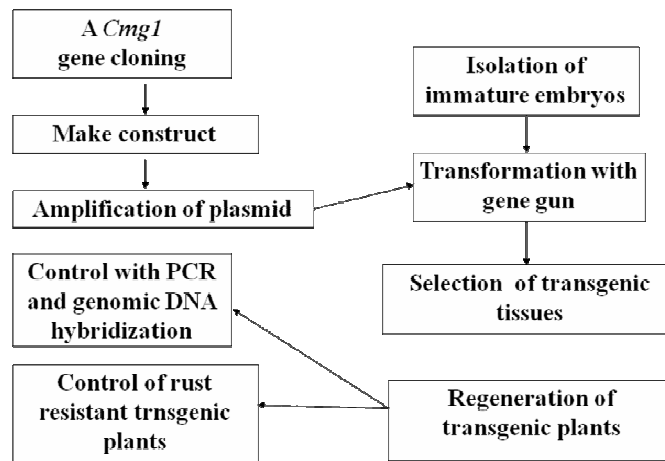 A Cmg1
gene cloning
Make construct
Amplification of plasmid
Isolation of
immature embryos
Transformation with
gene gun
Selection of transgenic
tissues
Control with PCR
and genomic DNA
hybridization
Control of rust
resistant trnsgenic
plants
Regeneration of
transgenic plants